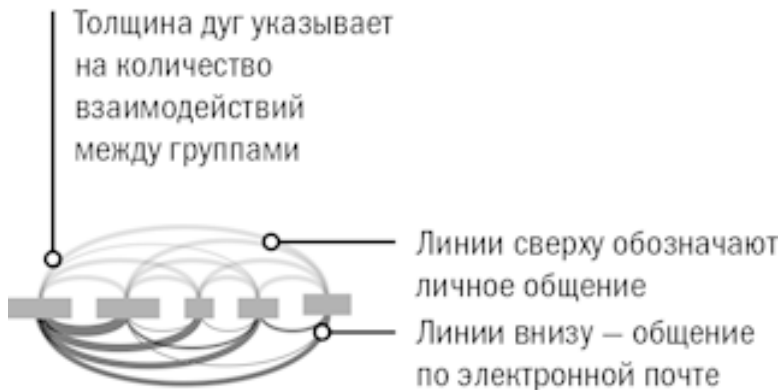 Толщина дуг указывает
на количество
взаимодействий
между группами
Линии сверху обозначают
личное общение
Линии внизу — общение
по электронной почте